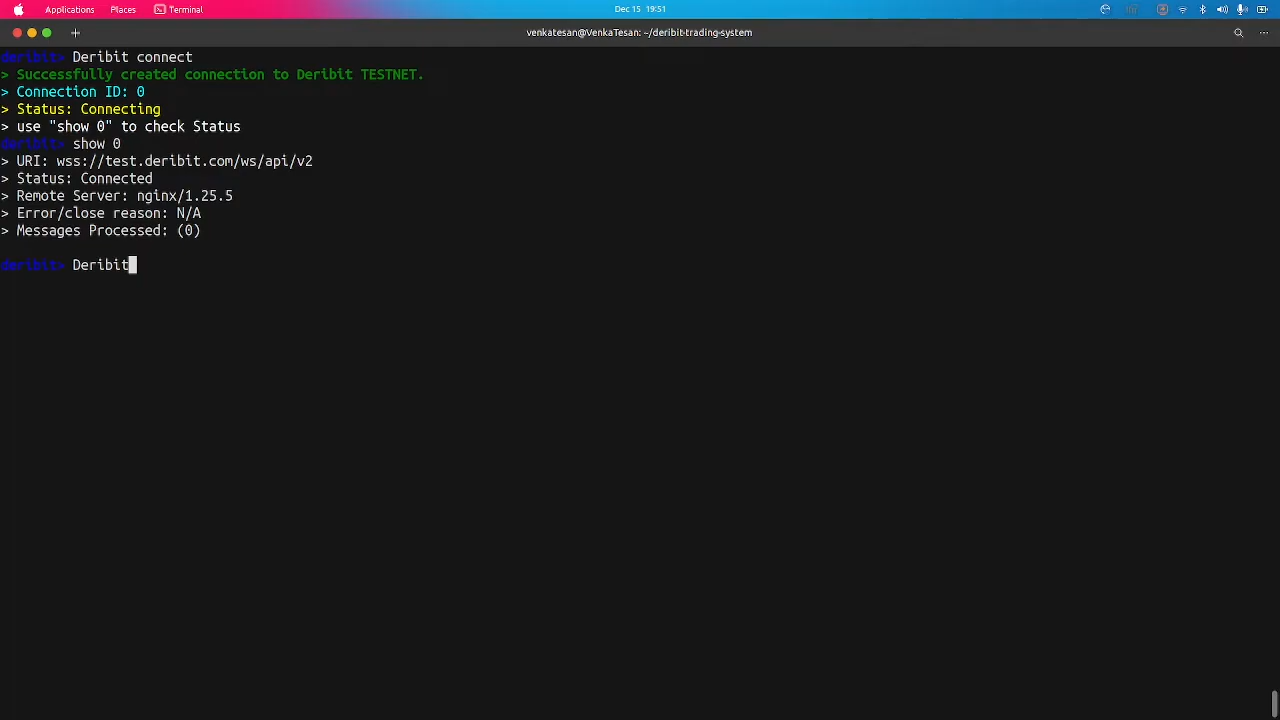 Applications Places Terminal Dec 15 19:51
venkatesan@VenkaTesan: ~/deribit-trading-system
deribit> Deribit connect
> Successfully created connection to Deribit TESTNET.
> Connection ID: 0
> Status: Connecting
> use "show 0" to check Status
deribit> show 0
> URI: wss://test.deribit.com/ws/api/v2
> Status: Connected
> Remote Server: nginx/1.25.5
> Error/close reason: N/A
> Messages Processed: (0)
deribit> Deribit